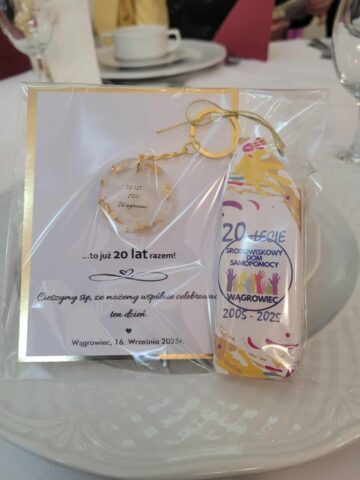 20 LAT
ŚDS
Wągrowiec
...to już 20 lat razem!
Cieszymy się, że możemy wspólnie celebrować
ten dzień.
Wągrowiec, 16. Września 2025r.
20-LECIE
ŚRODOWISKOWY
DOM
SAMOPOMOCY
WĄGROWIEC
2005 - 2025